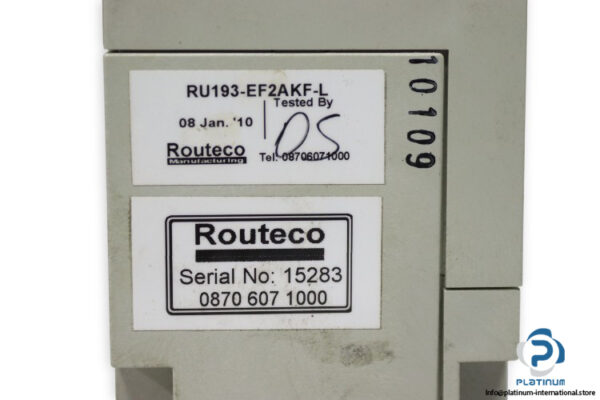 RU193-EF2AKF-L
Tested By
08 Jan. '10
DS
Routeco
Manufacturing
Tel: 08706071000
10109
Routeco
Serial No: 15283
0870 607 1000
PLATINUM
info@platinum-international.store